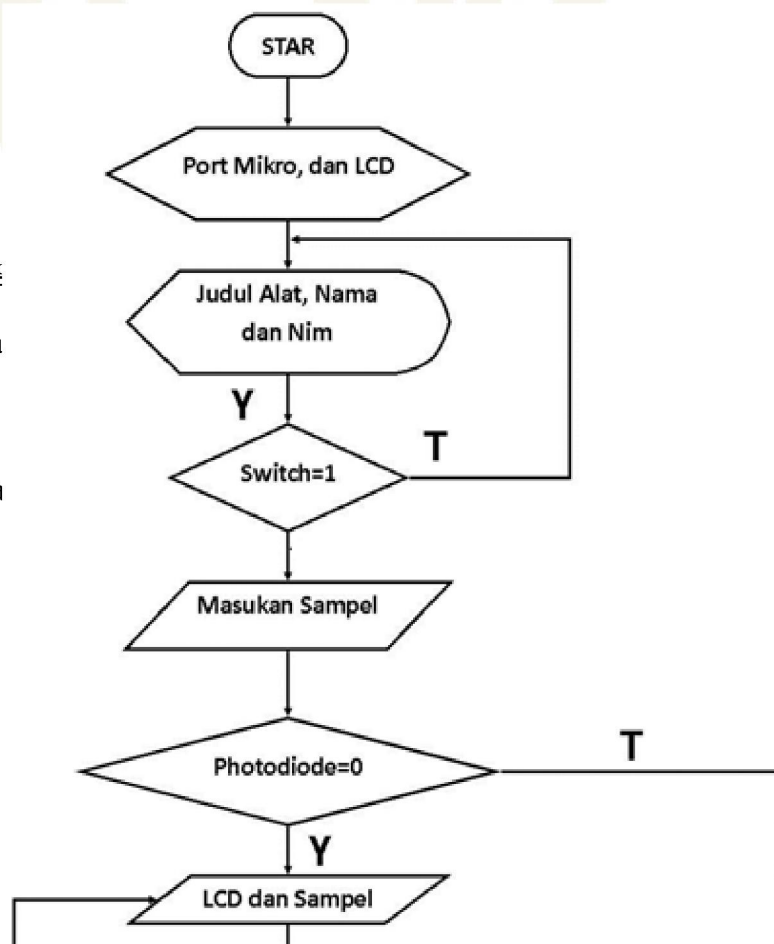 STAR
Port Mikro, dan LCD
Judul Alat, Nama
dan Nim
Y
T
Switch=1
Masukan Sampel
T
Photodiode=0
Y
LCD dan Sampel